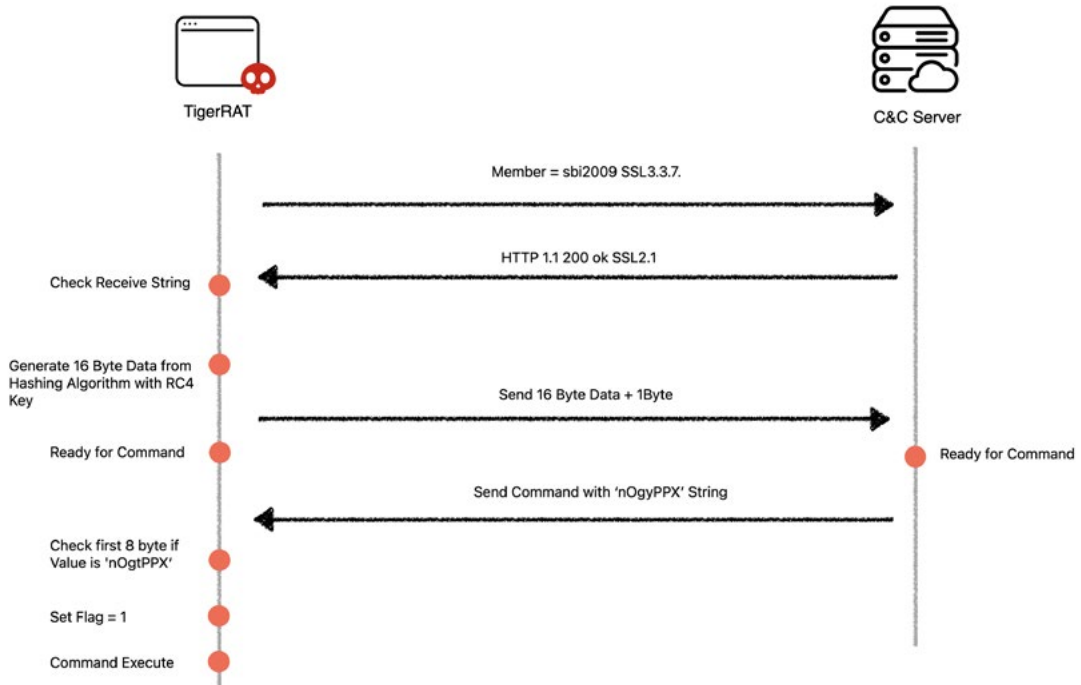 TigerRAT
C&C Server
Member = sbi2009 SSL3.3.7.
HTTP 1.1 200 ok SSL2.1
Check Receive String
Generate 16 Byte Data from
Hashing Algorithm with RC4
Key
Send 16 Byte Data + 1Byte
Ready for Command
Ready for Command
Send Command with ‘nOgyPPX’ String
Check first 8 byte if
Value is 'nOgtPPX’
Set Flag = 1
Command Execute